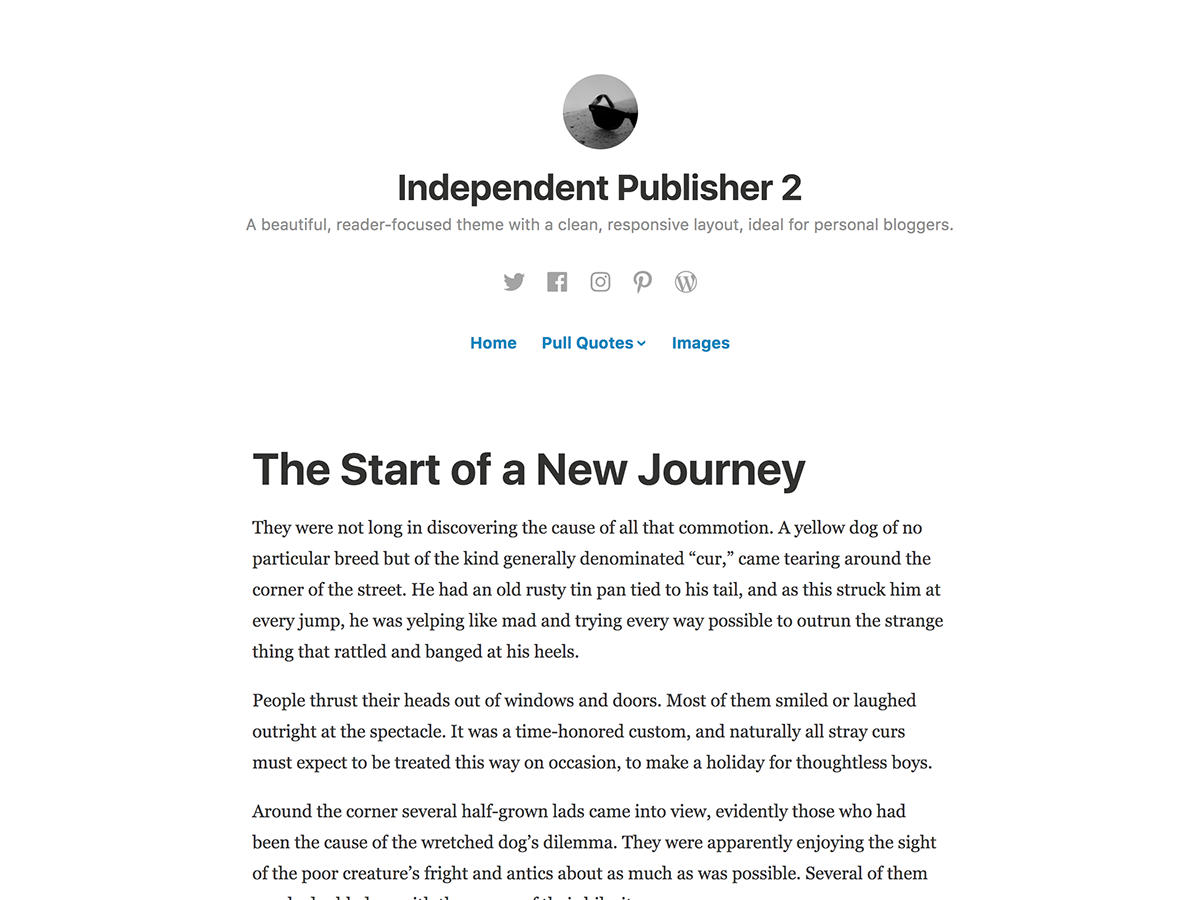 Independent Publisher 2
A beautiful, reader-focused theme with a clean, responsive layout, ideal for personal bloggers.
Home Pull Quotes Images
The Start of a New Journey
They were not long in discovering the cause of all that commotion. A yellow dog of no
particular breed but of the kind generally denominated “cur,” came tearing around the
corner of the street. He had an old rusty tin pan tied to his tail, and as this struck him at
every jump, he was yelping like mad and trying every way possible to outrun the strange
thing that rattled and banged at his heels.
People thrust their heads out of windows and doors. Most of them smiled or laughed
outright at the spectacle. It was a time-honored custom, and naturally all stray curs
must expect to be treated this way on occasion, to make a holiday for thoughtless boys.
Around the corner several half-grown lads came into view, evidently those who had
been the cause of the wretched dog’s dilemma. They were apparently enjoying the sight
of the poor creature’s fright and antics about as much as was possible. Several of them